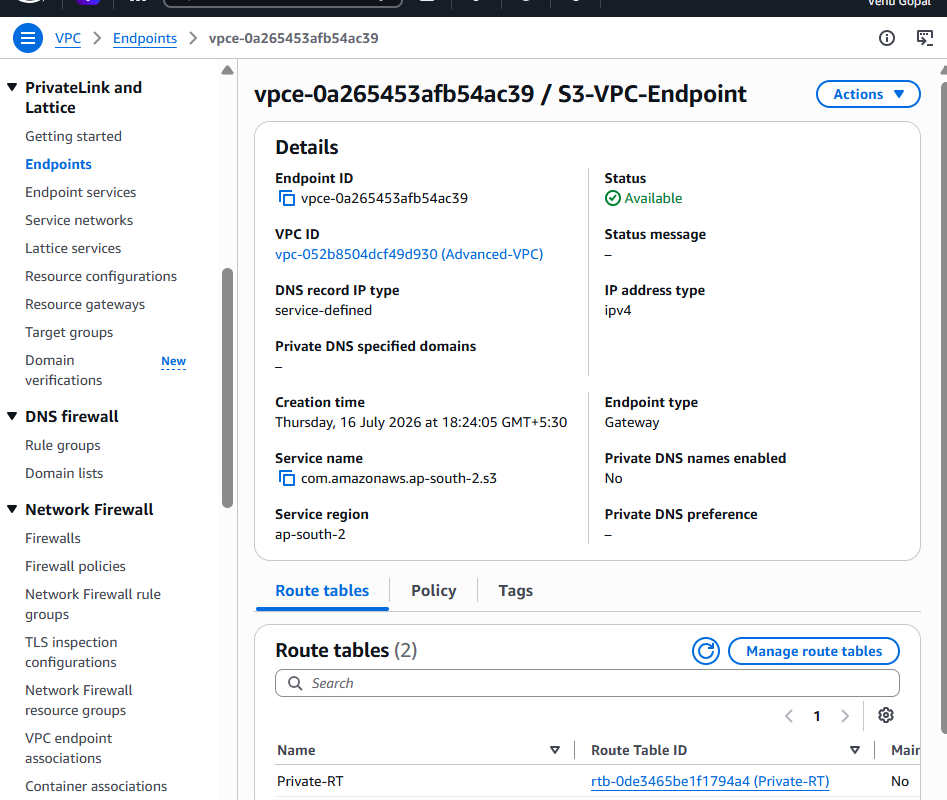 Venu Gopal
VPC > Endpoints > vpce-0a265453afb54ac39
PrivateLink and
Lattice
Getting started
Endpoints
Endpoint services
Service networks
Lattice services
Resource configurations
Resource gateways
Target groups
Domain
verifications
New
DNS firewall
Rule groups
Domain lists
Network Firewall
Firewalls
Firewall policies
Network Firewall rule
groups
TLS inspection
configurations
Network Firewall
resource groups
VPC endpoint
associations
Container associations
vpce-0a265453afb54ac39 / S3-VPC-Endpoint
Actions
Details
Endpoint ID
vpce-0a265453afb54ac39
Status
Available
VPC ID
vpc-052b8504dcf49d930 (Advanced-VPC)
Status message
–
DNS record IP type
service-defined
IP address type
ipv4
Private DNS specified domains
–
Creation time
Thursday, 16 July 2026 at 18:24:05 GMT+5:30
Endpoint type
Gateway
Service name
com.amazonaws.ap-south-2.s3
Private DNS names enabled
No
Service region
ap-south-2
Private DNS preference
–
Route tables
Policy
Tags
Route tables (2)
Manage route tables
Search
1
Name
Route Table ID
Main
Private-RT
rtb-0de3465be1f1794a4 (Private-RT)
No